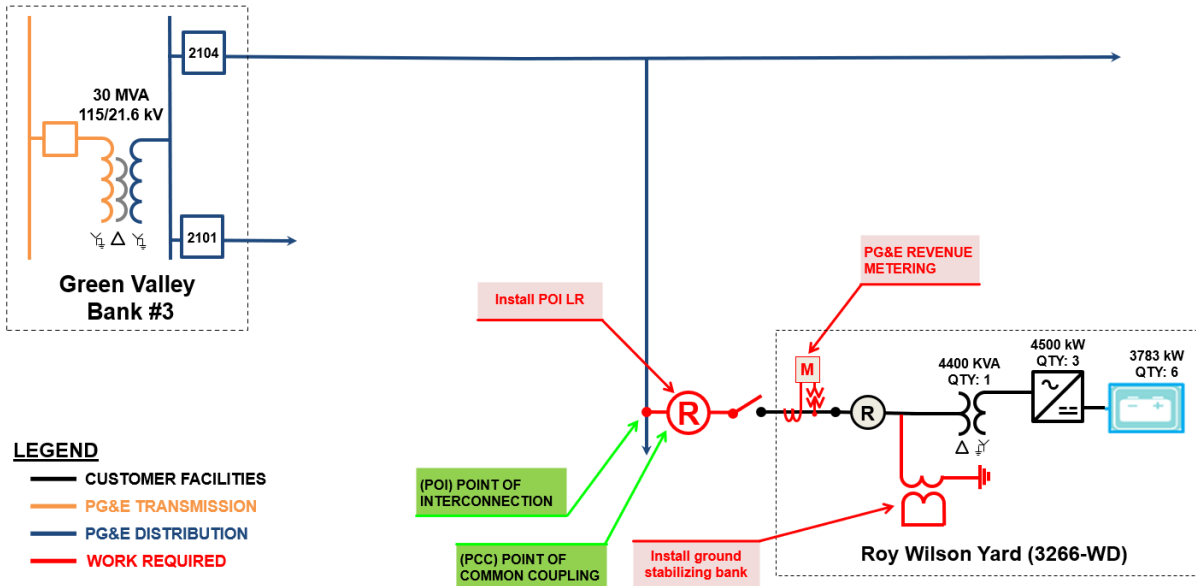 2104
30 MVA
115/21.6 kV
2101
Green Valley
Bank #3
PG&E REVENUE
METERING
Install POI LR
M
R
R
4400 KVA
QTY: 1
4500 kW
QTY: 3
3783 kW
QTY: 6
LEGEND
CUSTOMER FACILITIES
PG&E TRANSMISSION
PG&E DISTRIBUTION
WORK REQUIRED
(POI) POINT OF
INTERCONNECTION
(PCC) POINT OF
COMMON COUPLING
Install ground
stabilizing bank
Roy Wilson Yard (3266-WD)